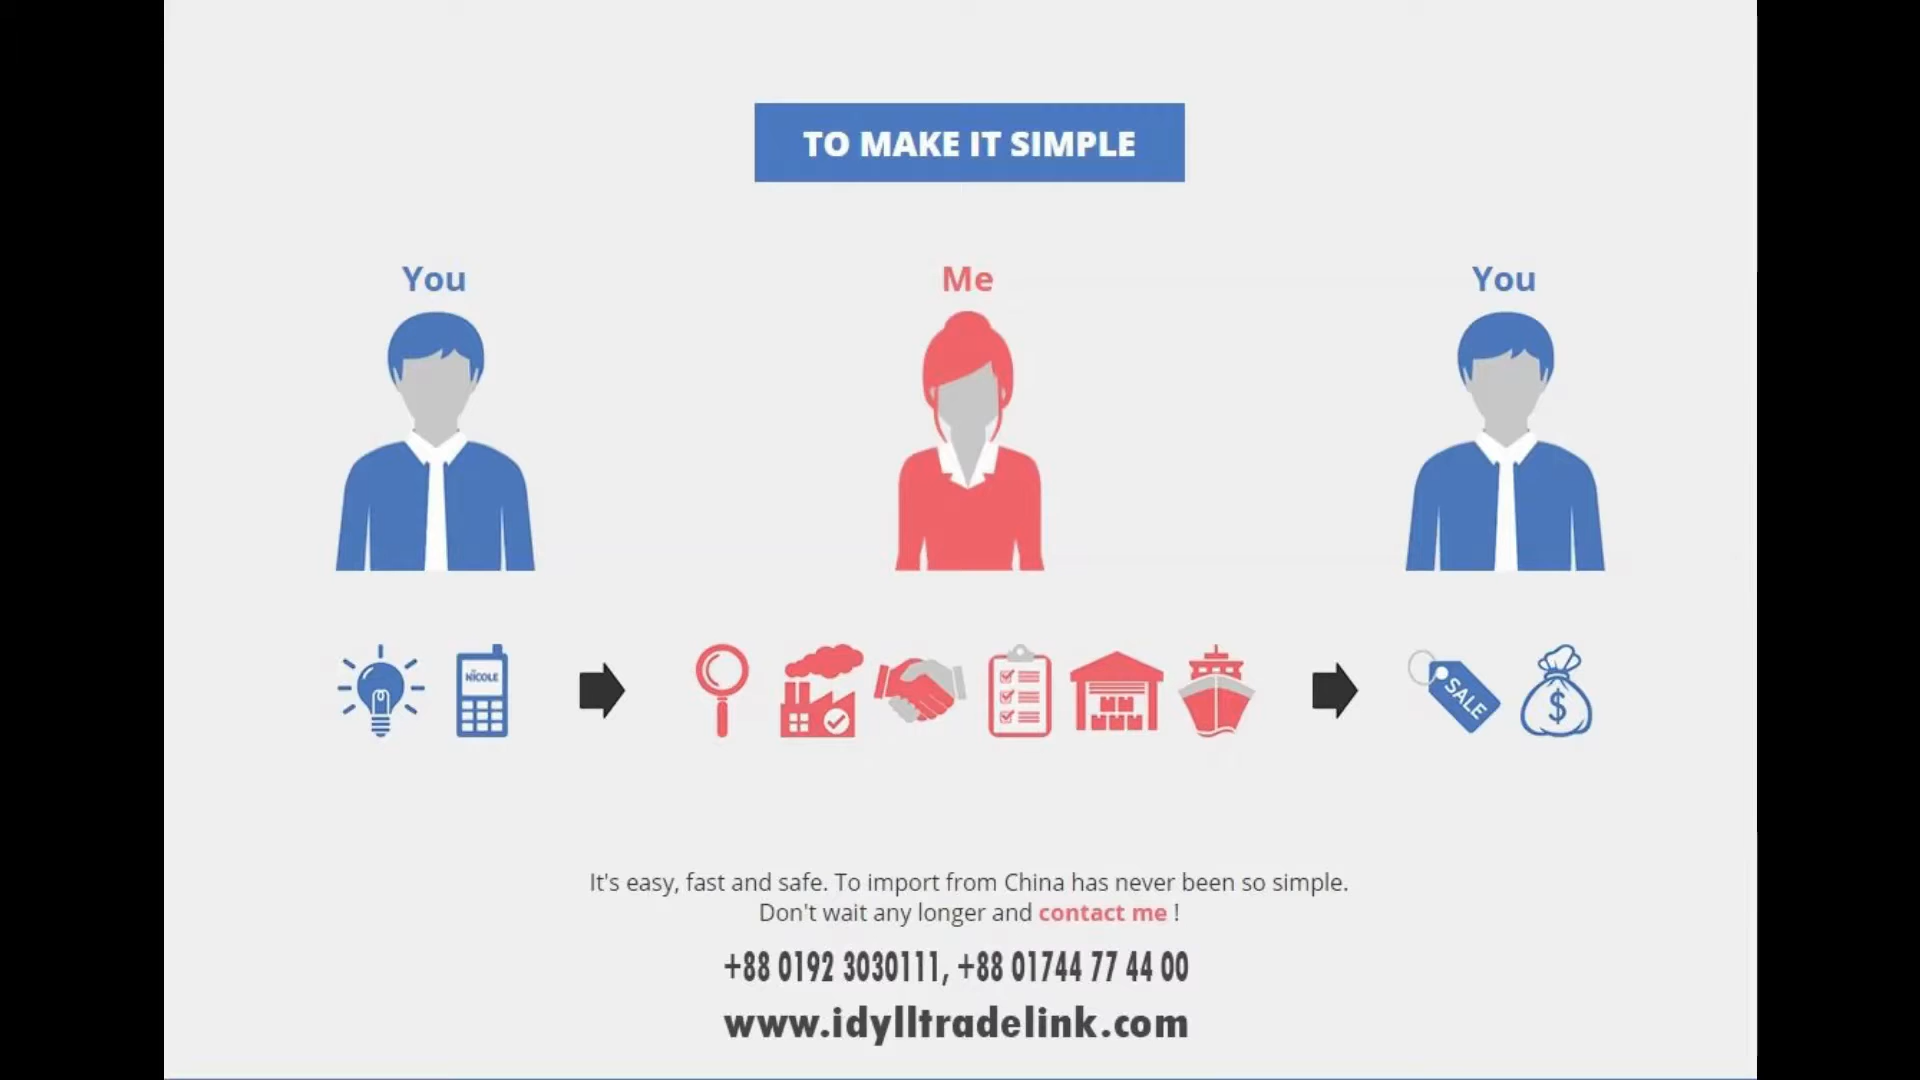 TO MAKE IT SIMPLE
You
Me
You
NICOLE
SALE
$
It's easy, fast and safe. To import from China has never been so simple.
Don't wait any longer and contact me !
+88 0192 3030111, +88 01744 77 44 00
www.idylltradelink.com